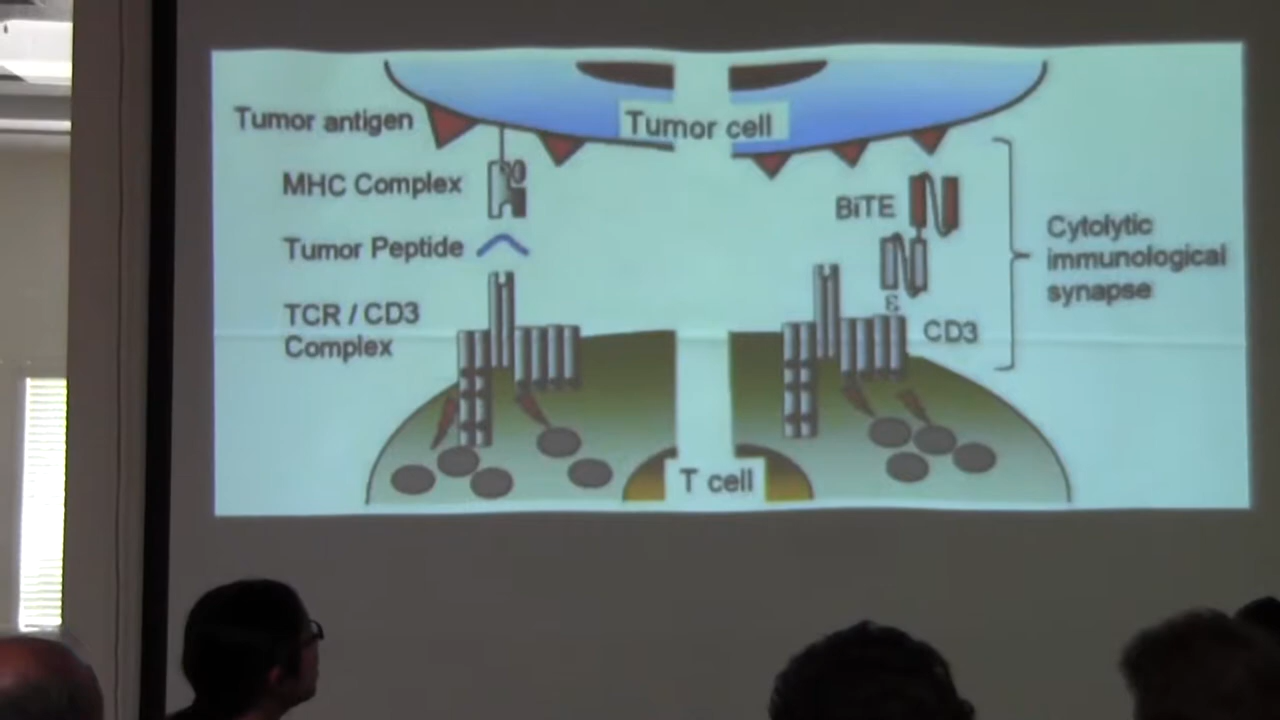 Tumor antigen
Tumor cell
MHC Complex
BiTE
Tumor Peptide
Cytolytic
immunological
synapse
ε
TCR / CD3
Complex
CD3
T cell